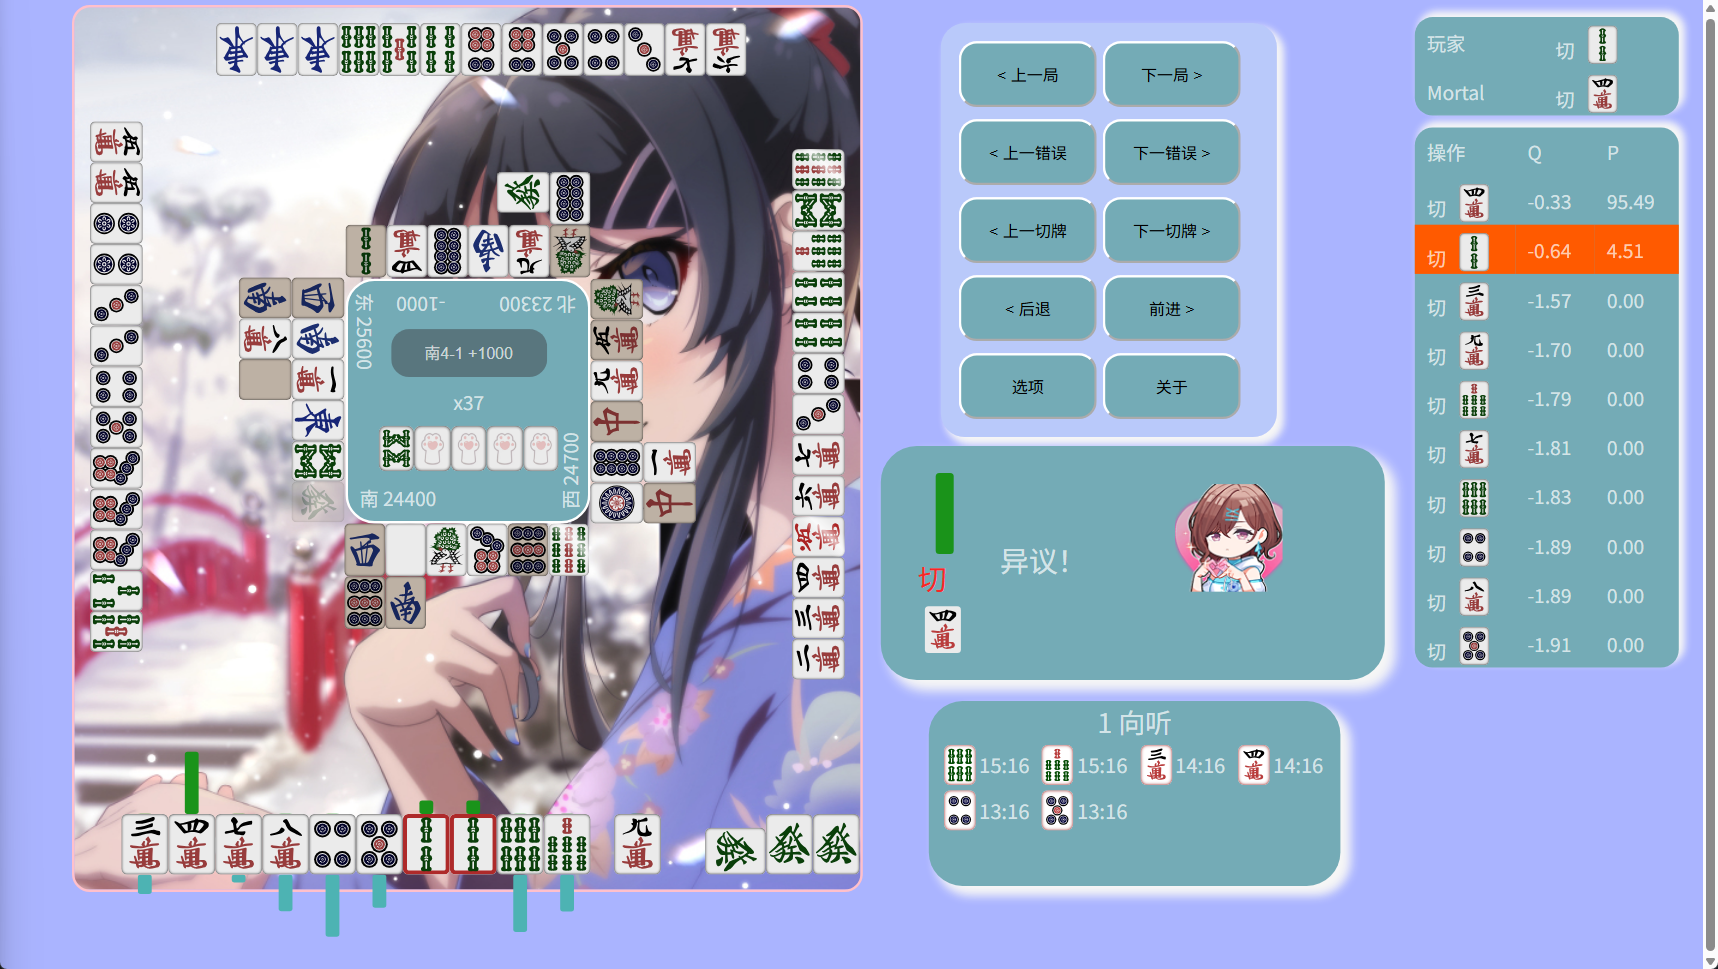 < 上一局
下一局 >
< 上一错误
下一错误 >
< 上一切牌
下一切牌 >
< 后退
前进 >
选项
关于
玩家 切
Mortal 切
操作 Q P
切 -0.33 95.49
切 -0.64 4.51
切 -1.57 0.00
切 -1.70 0.00
切 -1.79 0.00
切 -1.81 0.00
切 -1.83 0.00
切 -1.89 0.00
切 -1.89 0.00
切 -1.91 0.00
东 25600
-1000
北 23300
南4-1 +1000
x37
南 24400
西 24700
切
异议!
1 向听
15:16 15:16 14:16 14:16
13:16 13:16